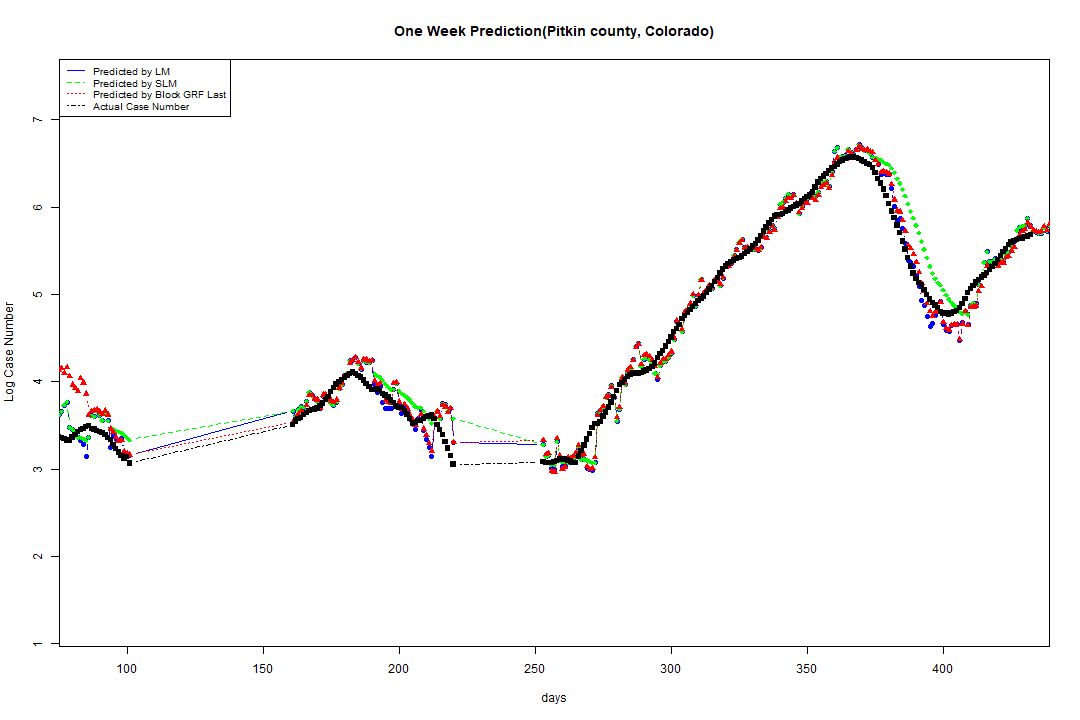 One Week Prediction(Pitkin county, Colorado)
Predicted by LM
Predicted by SLM
Predicted by Block GRF Last
Actual Case Number
Log Case Number
7
6
5
4
3
2
1
100 150 200 250 300 350 400
days